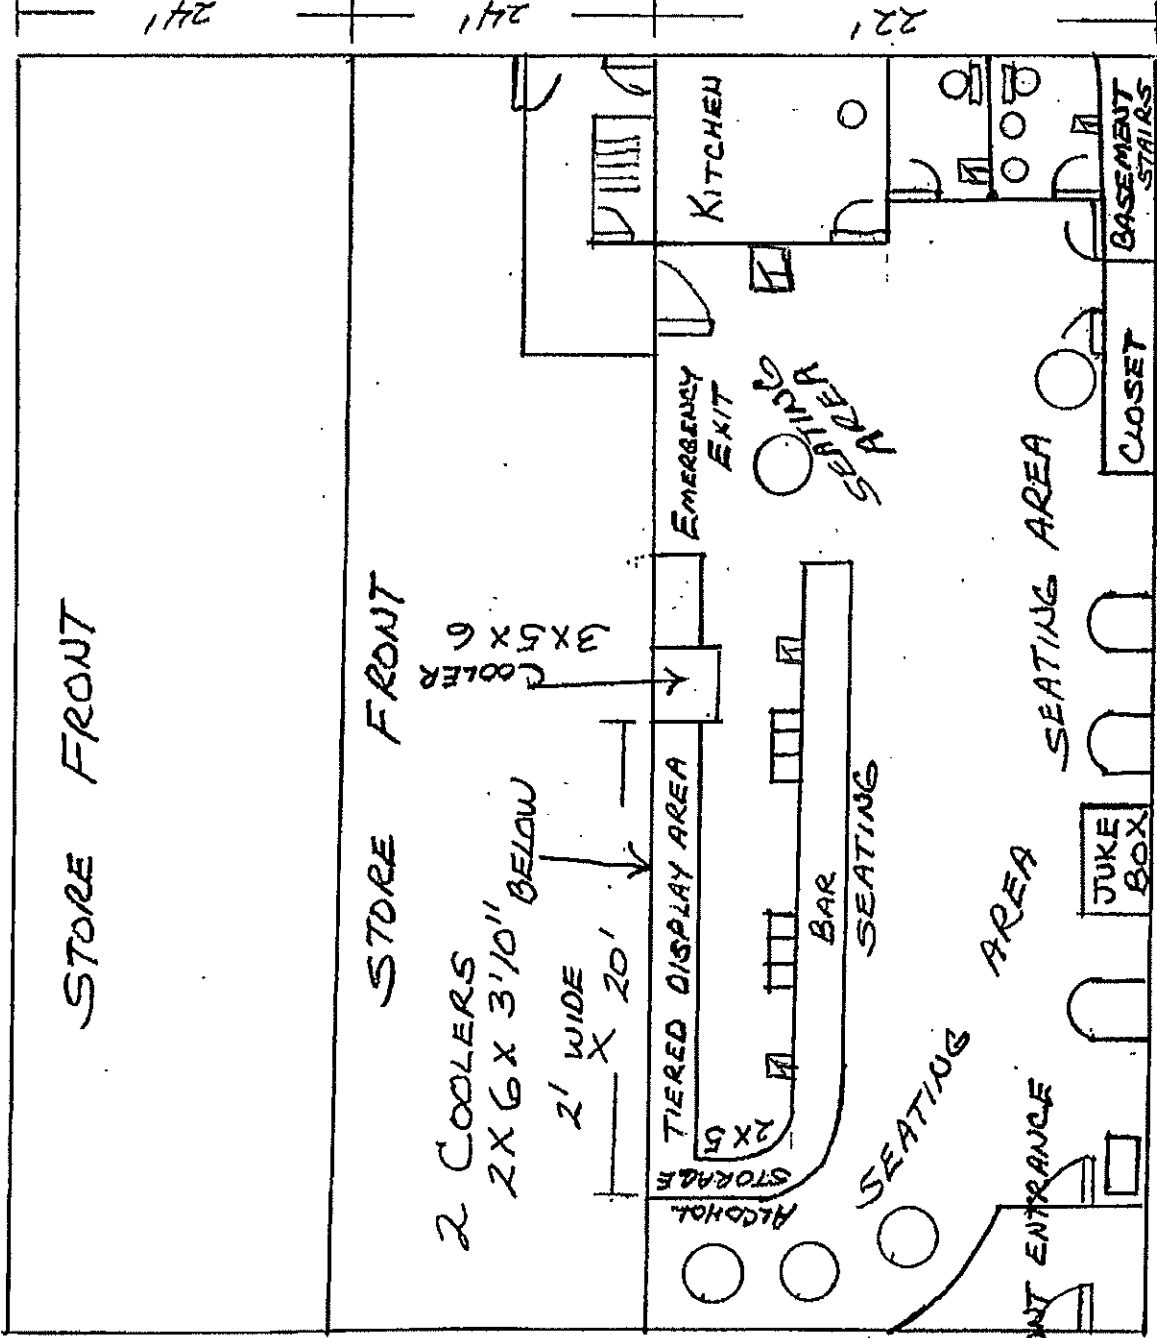 24'
24'
22'
STORE FRONT
STORE FRONT
KITCHEN
BASEMENT
STAIRS
CLOSET
EMERGENCY
EXIT
SEATING
AREA
SEATING AREA
COOLER
3X5X6
2 COOLERS
2X6X3'10"
BELOW
2' WIDE
X 20'
TIERED DISPLAY AREA
BAR
SEATING
JUKE
BOX
SEATING AREA
2X5
STORAGE
ALCOHOL
NT ENTRANCE